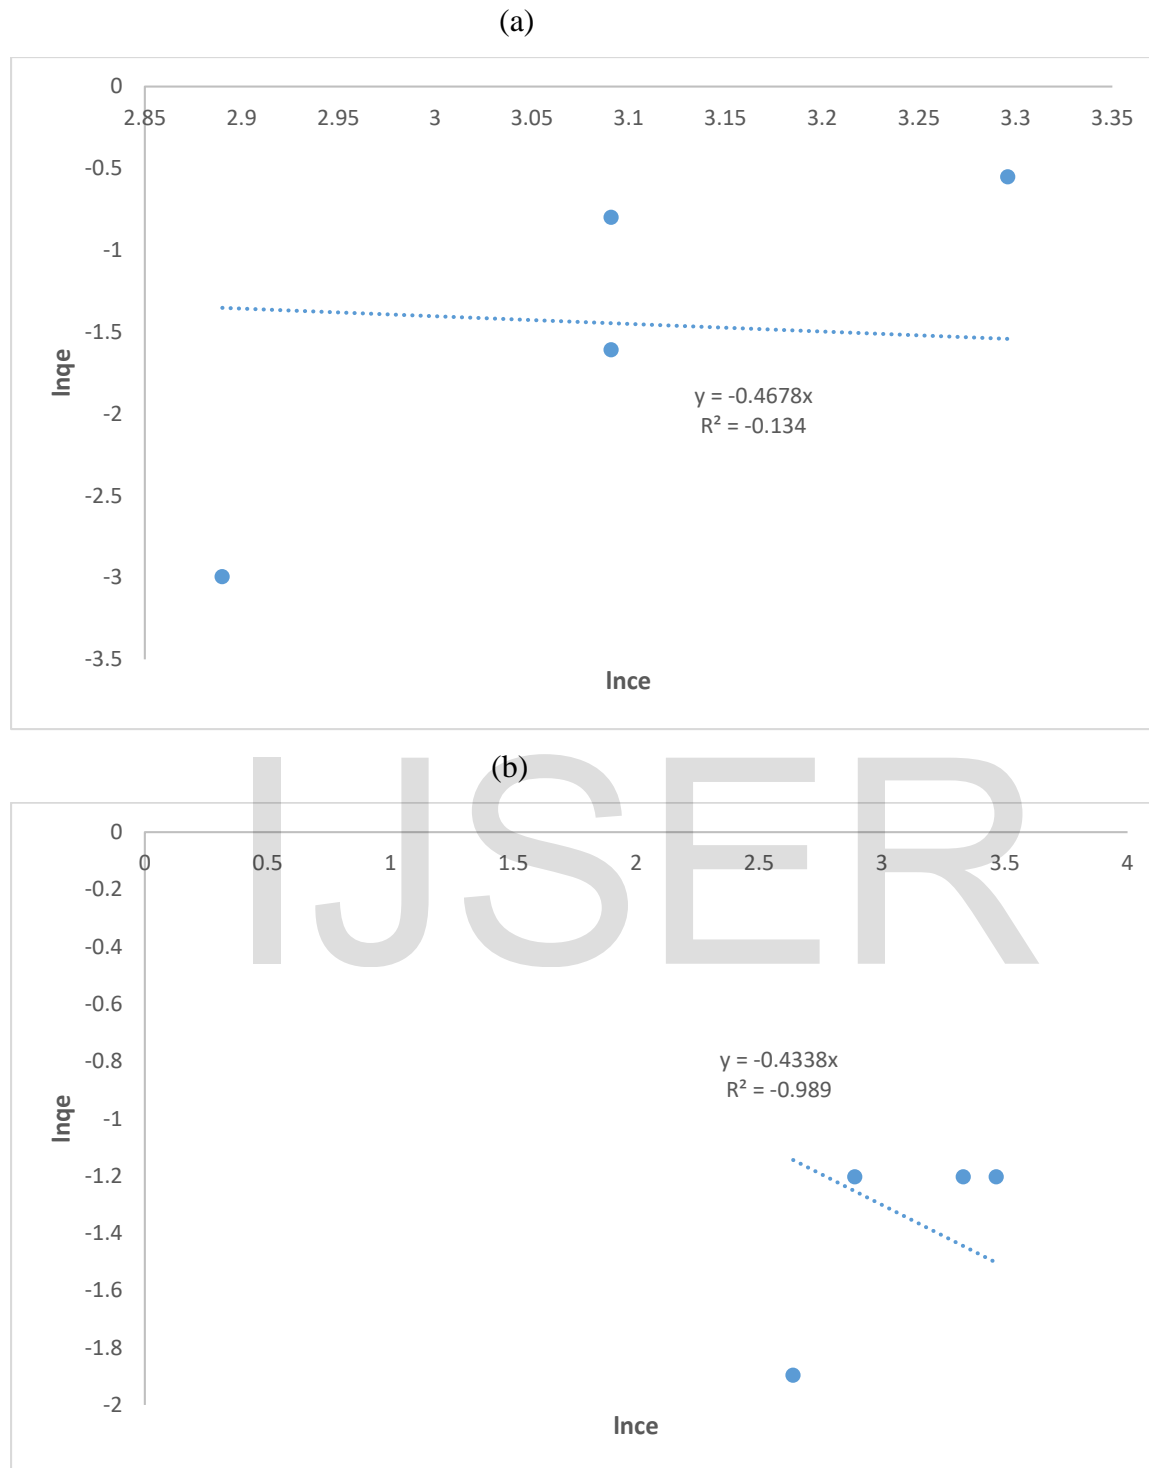 (a)
0
2.85 2.9 2.95 3 3.05 3.1 3.15 3.2 3.25 3.3 3.35
-0.5
-1
-1.5
lnqe
y = -0.4678x
-2
R² = -0.134
-2.5
-3
-3.5
lnce
(b)
IJSER
0
0 0.5 1 1.5 2 2.5 3 3.5 4
-0.2
-0.4
-0.6
-0.8
y = -0.4338x
R² = -0.989
-1
lnqe
-1.2
-1.4
-1.6
-1.8
-2
lnce